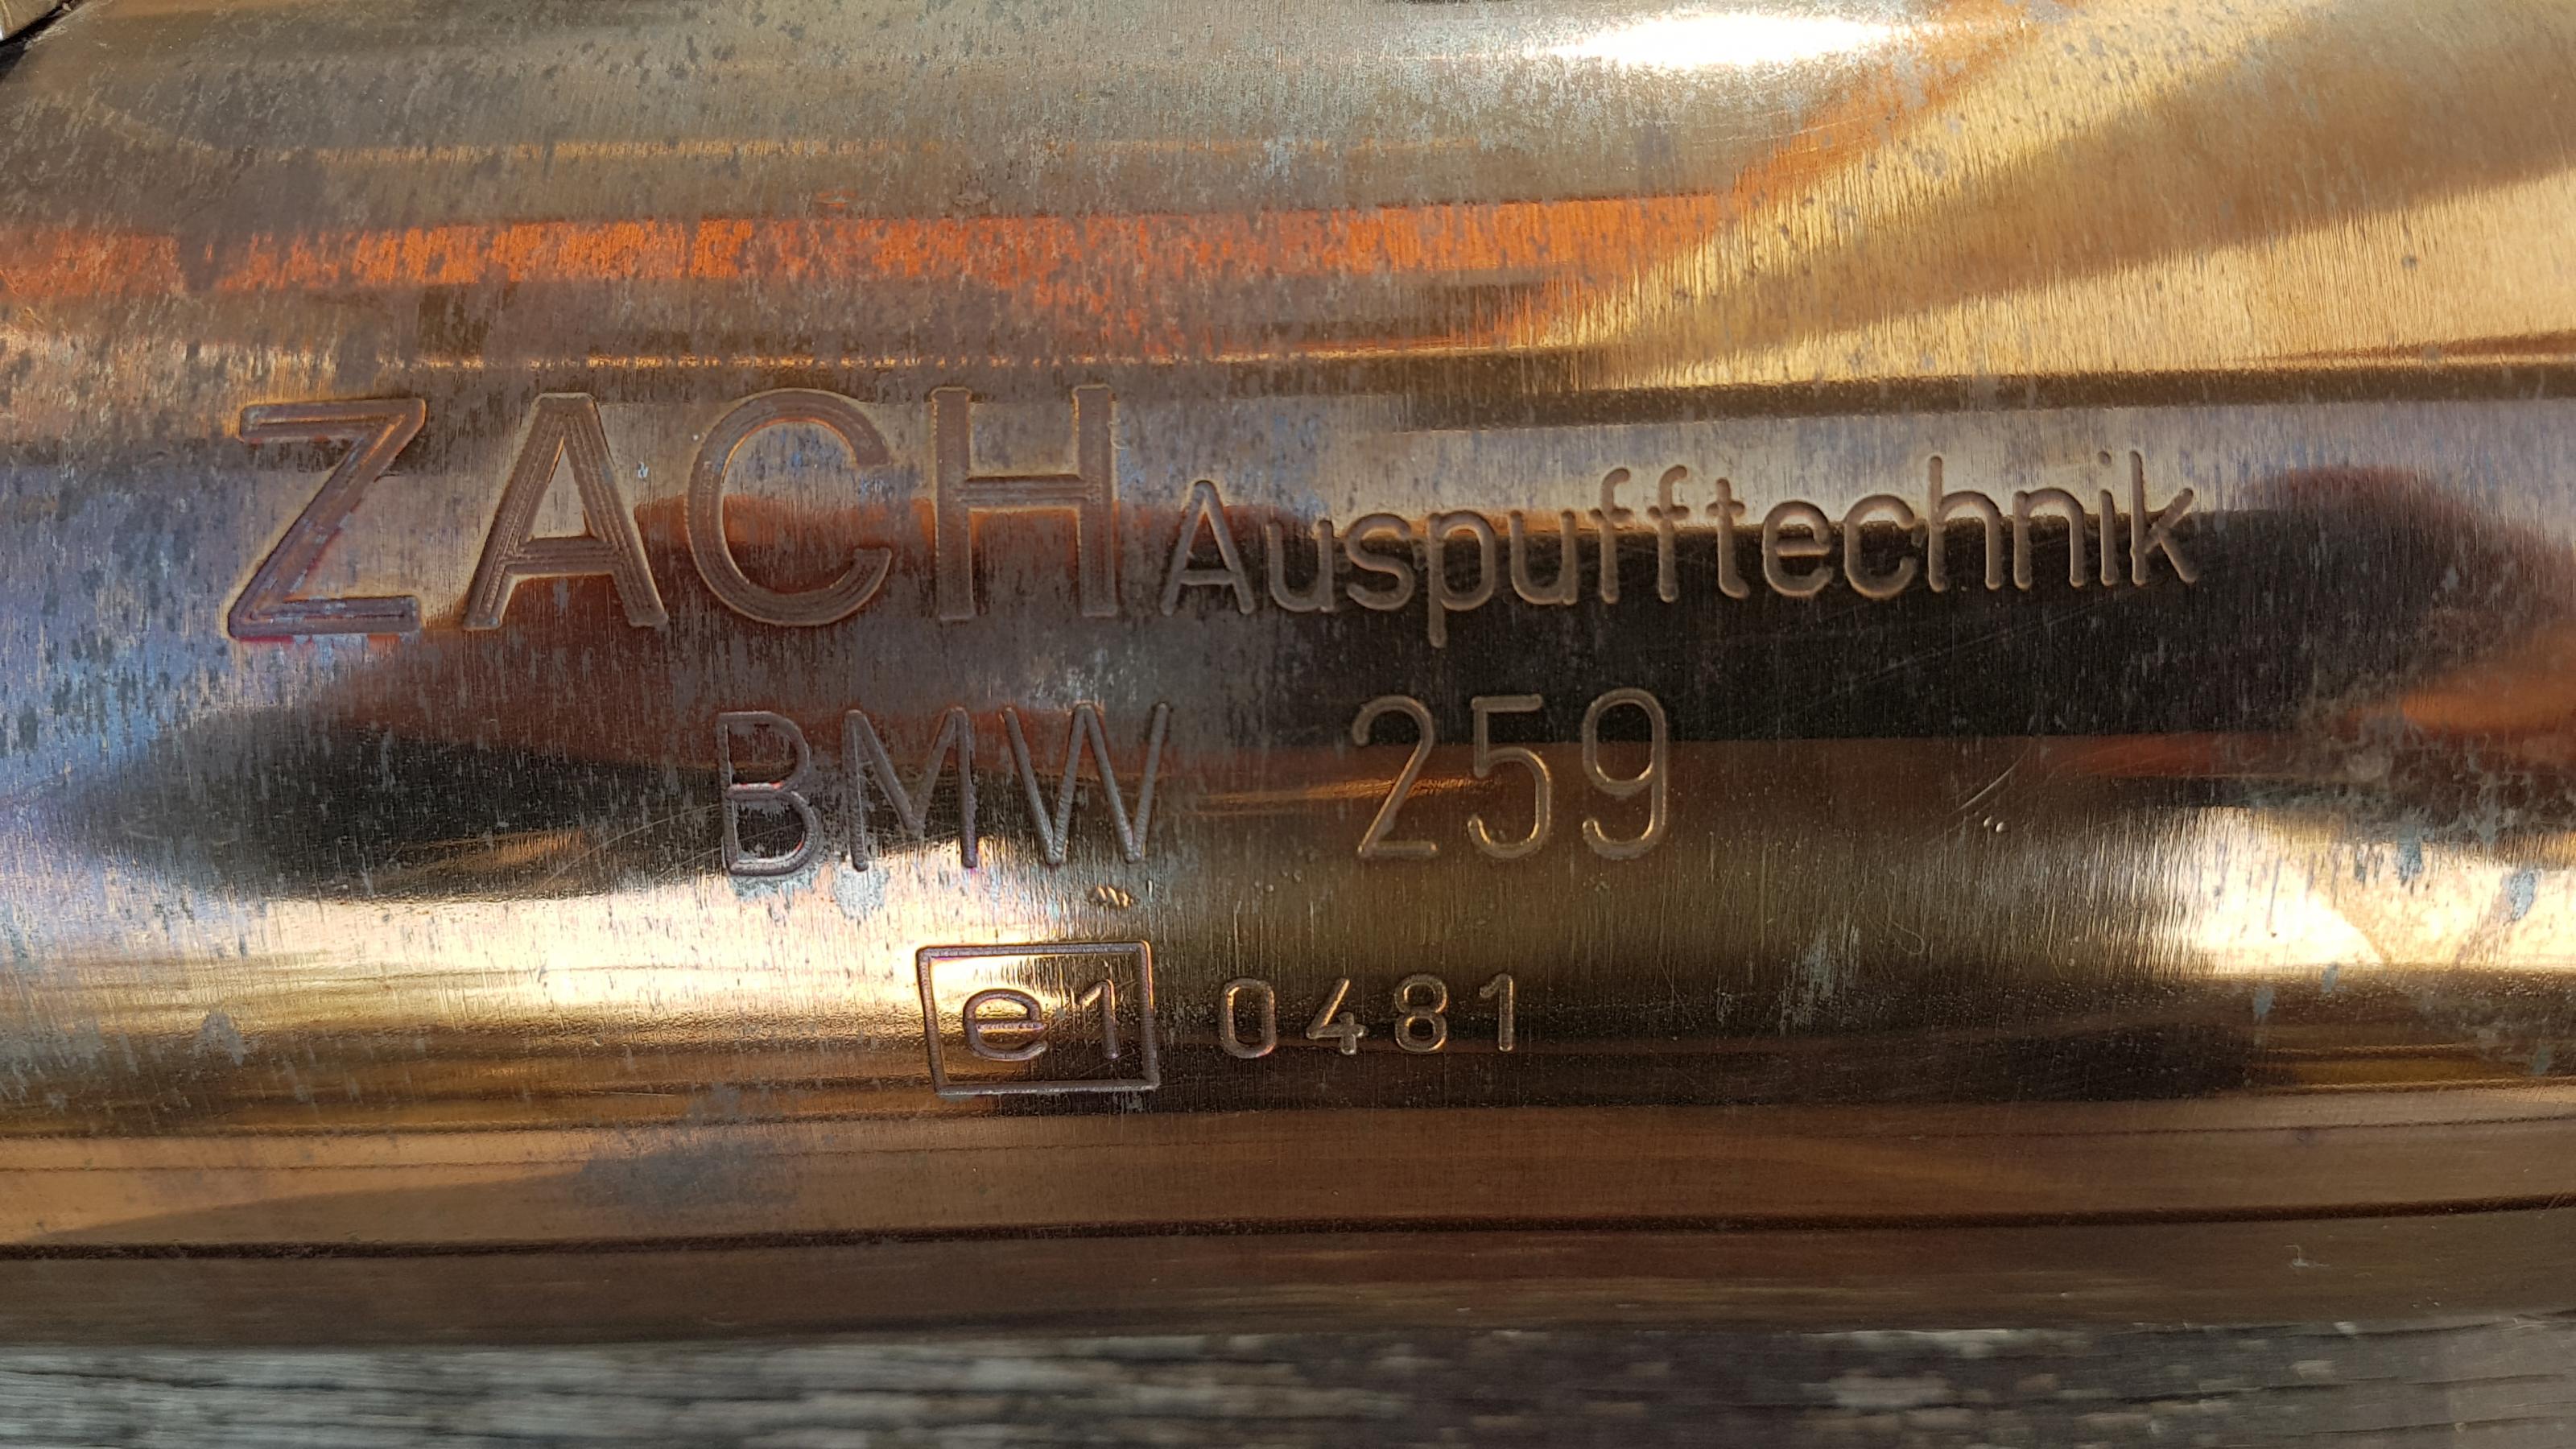 ZACH Auspufftechnik
BMW 259
e1 0481